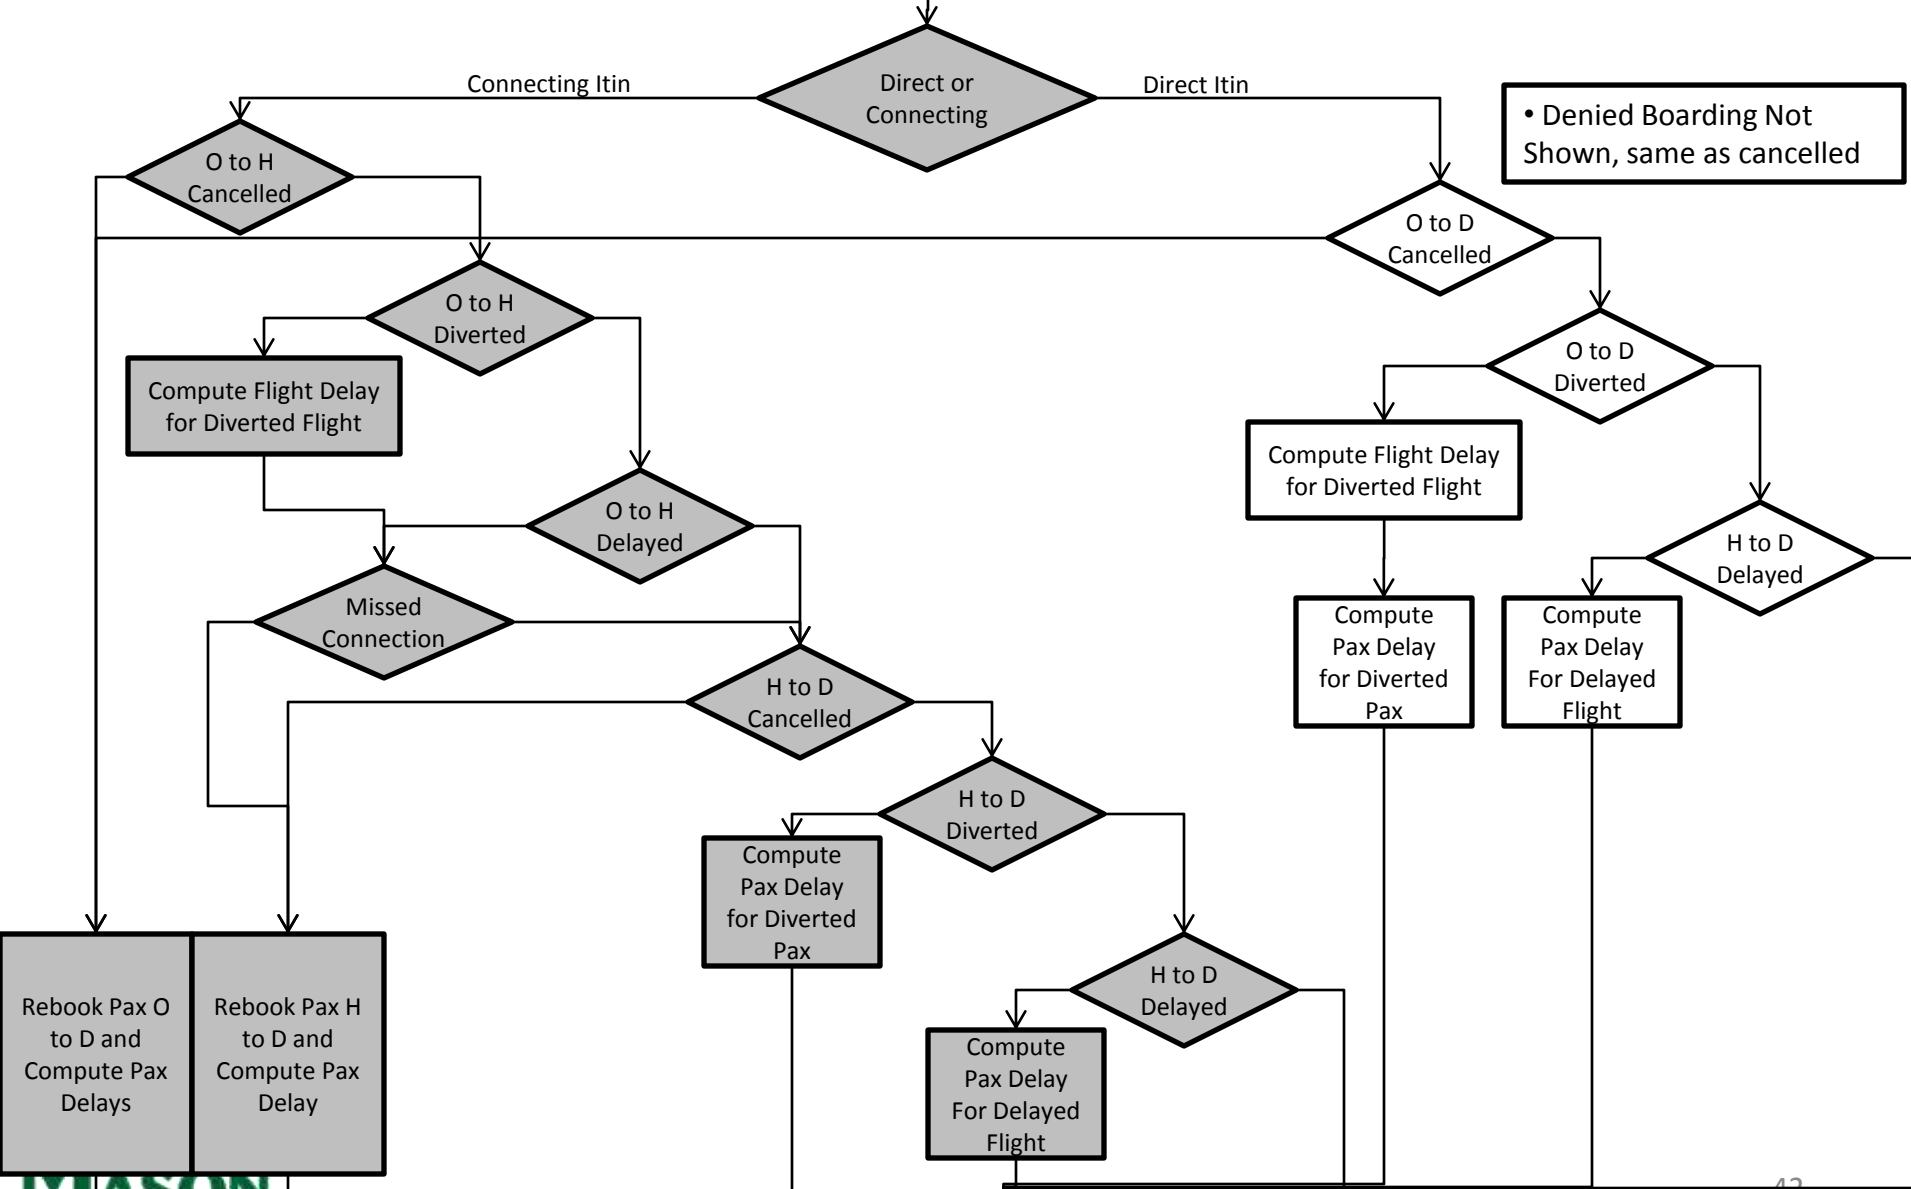 Connecting Itin
Direct or
Connecting
Direct Itin
• Denied Boarding Not
Shown, same as cancelled
O to H
Cancelled
O to D
Cancelled
O to H
Diverted
O to D
Diverted
Compute Flight Delay
for Diverted Flight
Compute Flight Delay
for Diverted Flight
O to H
Delayed
H to D
Delayed
Missed
Connection
Compute
Pax Delay
for Diverted
Pax
Compute
Pax Delay
For Delayed
Flight
H to D
Cancelled
H to D
Diverted
Compute
Pax Delay
for Diverted
Pax
H to D
Delayed
Rebook Pax O
to D and
Compute Pax
Delays
Rebook Pax H
to D and
Compute Pax
Delay
Compute
Pax Delay
For Delayed
Flight
MASON